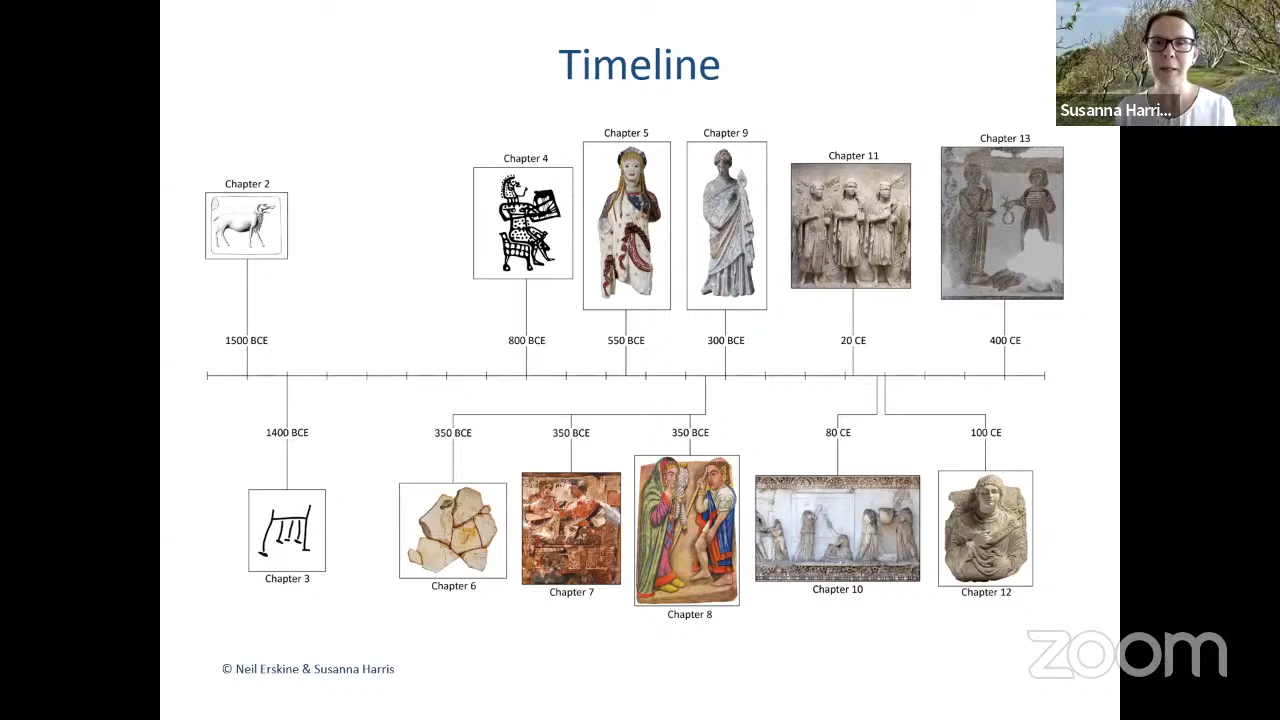 Timeline
Susanna Harri...
Chapter 2
Chapter 4
Chapter 5
Chapter 9
Chapter 11
Chapter 13
1500 BCE
800 BCE
550 BCE
300 BCE
20 CE
400 CE
1400 BCE
350 BCE
350 BCE
350 BCE
80 CE
100 CE
Chapter 3
Chapter 6
Chapter 7
Chapter 8
Chapter 10
Chapter 12
© Neil Erskine & Susanna Harris
zoom